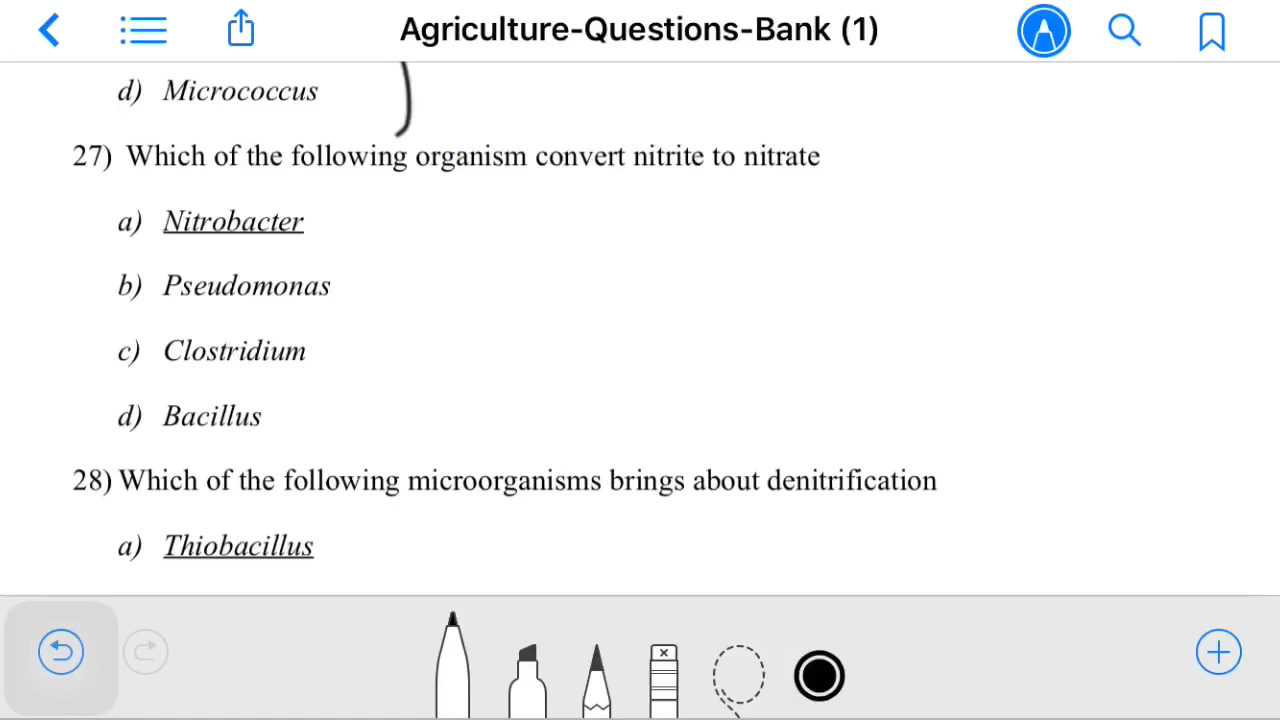 Agriculture-Questions-Bank (1)
d) Micrococcus
27) Which of the following organism convert nitrite to nitrate
a) Nitrobacter
b) Pseudomonas
c) Clostridium
d) Bacillus
28) Which of the following microorganisms brings about denitrification
a) Thiobacillus